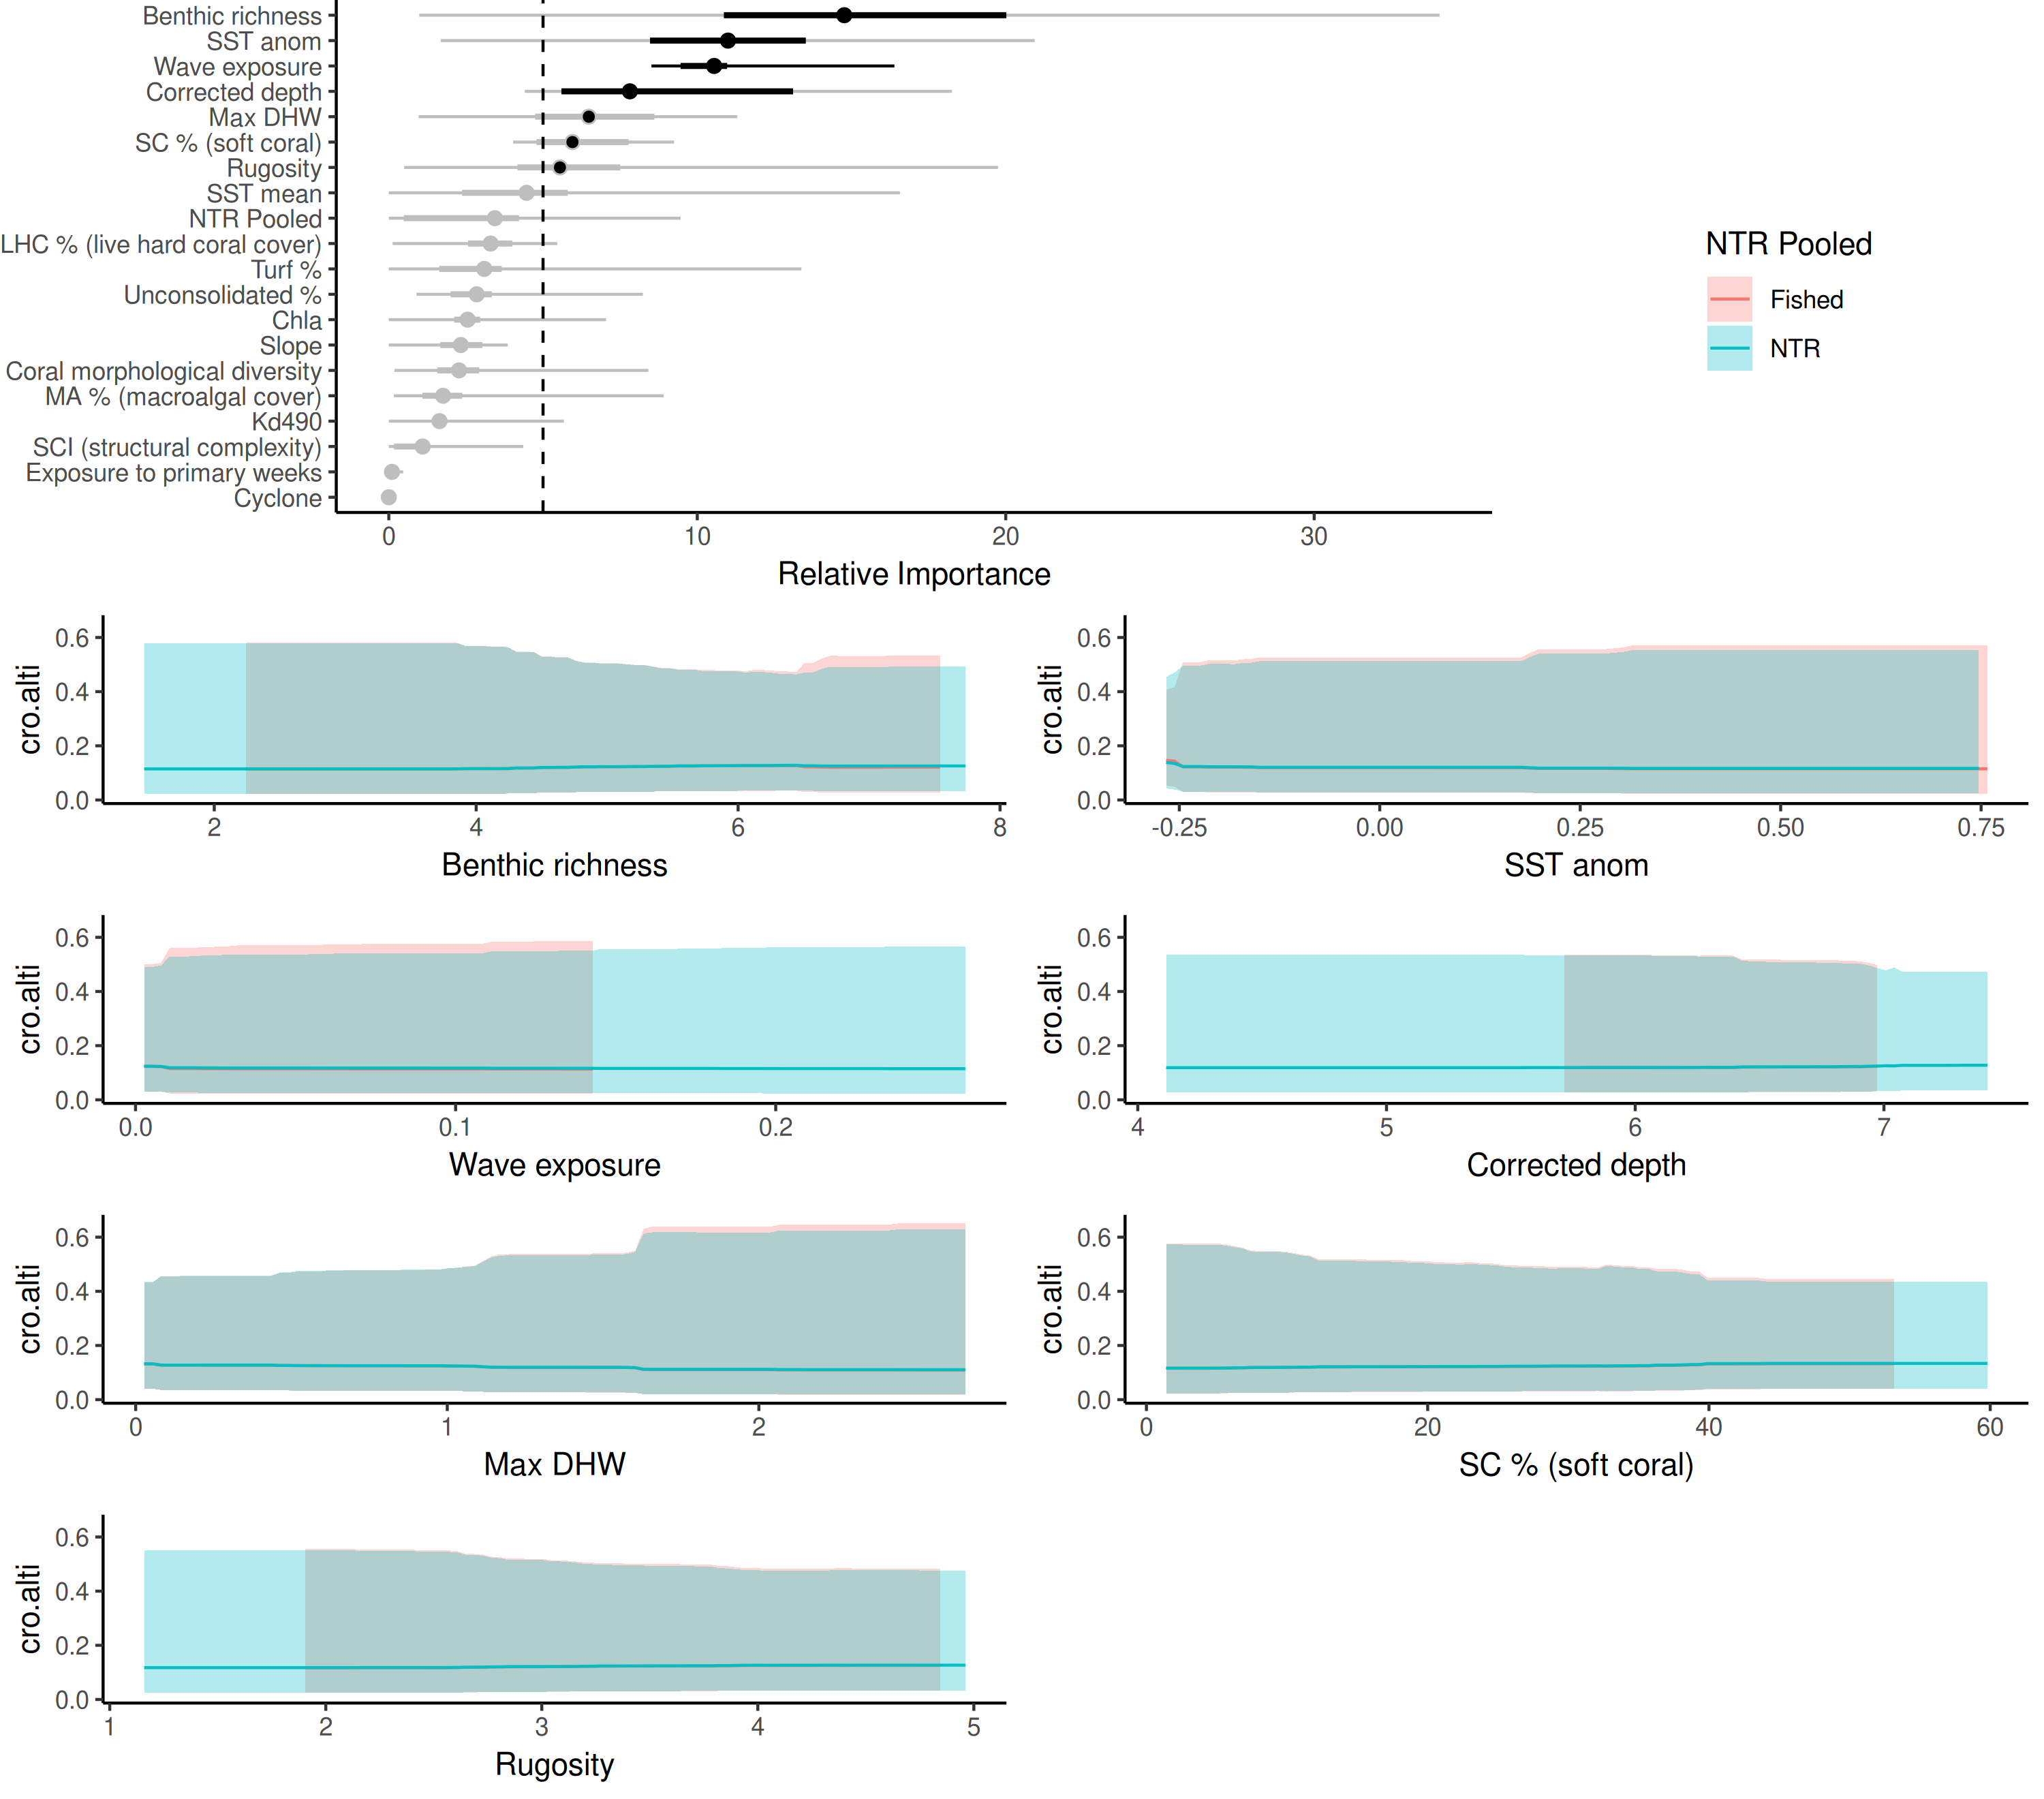 Benthic richness
SST anom
Wave exposure
Corrected depth
Max DHW
SC % (soft coral)
Rugosity
SST mean
NTR Pooled
LHC % (live hard coral cover)
Turf %
Unconsolidated %
Chla
Slope
Coral morphological diversity
MA % (macroalgal cover)
Kd490
SCI (structural complexity)
Exposure to primary weeks
Cyclone
0 10 20 30
Relative Importance
NTR Pooled
Fished
NTR
cro.alti
0.6
0.4
0.2
0.0
2 4 6 8
Benthic richness
cro.alti
0.6
0.4
0.2
0.0
-0.25 0.00 0.25 0.50 0.75
SST anom
cro.alti
0.6
0.4
0.2
0.0
0.0 0.1 0.2
Wave exposure
cro.alti
0.6
0.4
0.2
0.0
4 5 6 7
Corrected depth
cro.alti
0.6
0.4
0.2
0.0
0 1 2
Max DHW
cro.alti
0.6
0.4
0.2
0.0
0 20 40 60
SC % (soft coral)
cro.alti
0.6
0.4
0.2
0.0
1 2 3 4 5
Rugosity